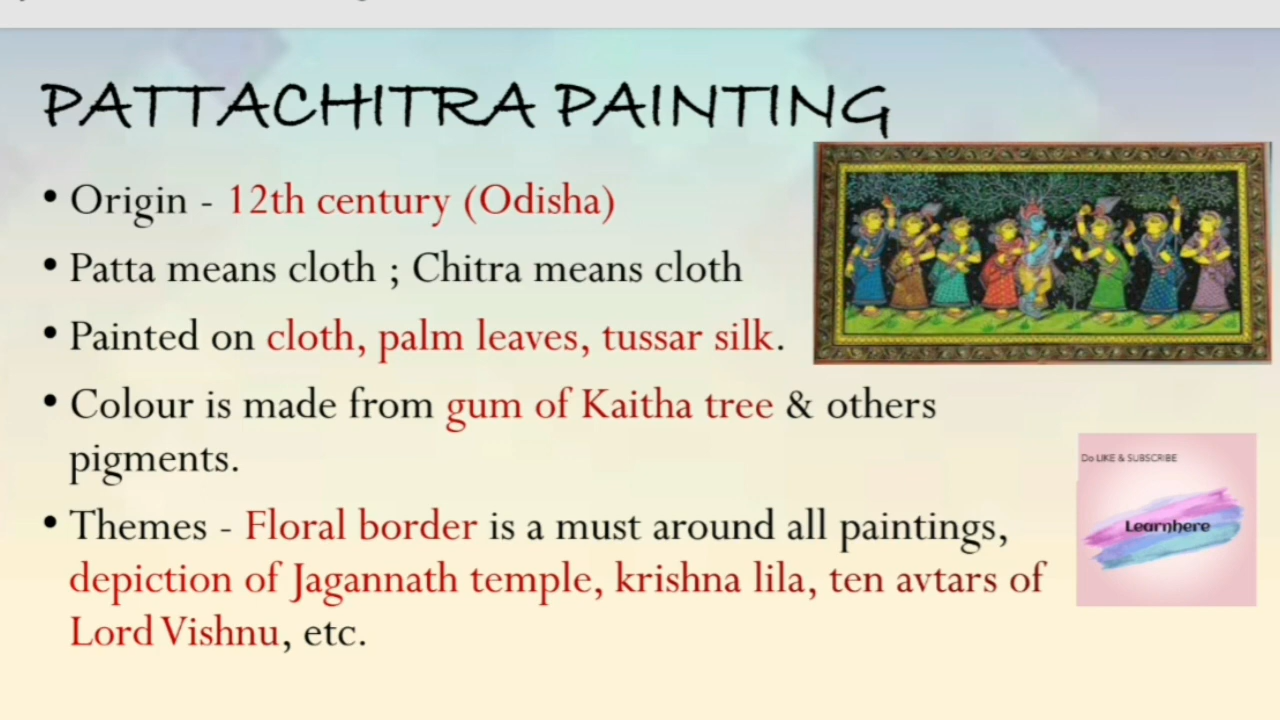 PATTACHITRA PAINTING
• Origin - 12th century (Odisha)
• Patta means cloth ; Chitra means cloth
• Painted on cloth, palm leaves, tussar silk.
• Colour is made from gum of Kaitha tree & others
pigments.
Do LIKE & SUBSCRIBE
Learnhere
• Themes - Floral border is a must around all paintings,
depiction of Jagannath temple, krishna lila, ten avtars of
Lord Vishnu, etc.